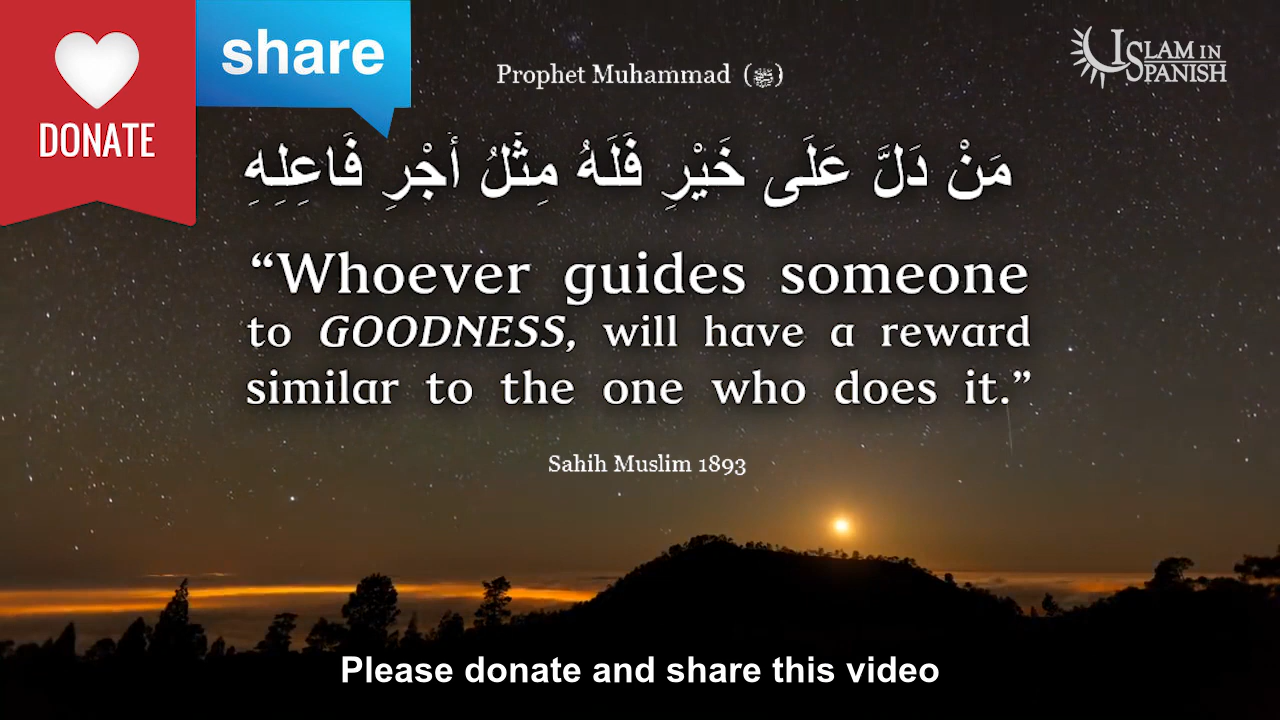 DONATE
share
Prophet Muhammad (ﷺ)
ISLAM IN
SPANISH
مَنْ دَلَّ عَلَى خَيْرِ فَلَهُ مِثْلُ أَجْرِ فَاعِلِهِ
“Whoever guides someone
to GOODNESS, will have a reward
similar to the one who does it.”
Sahih Muslim 1893
Please donate and share this video